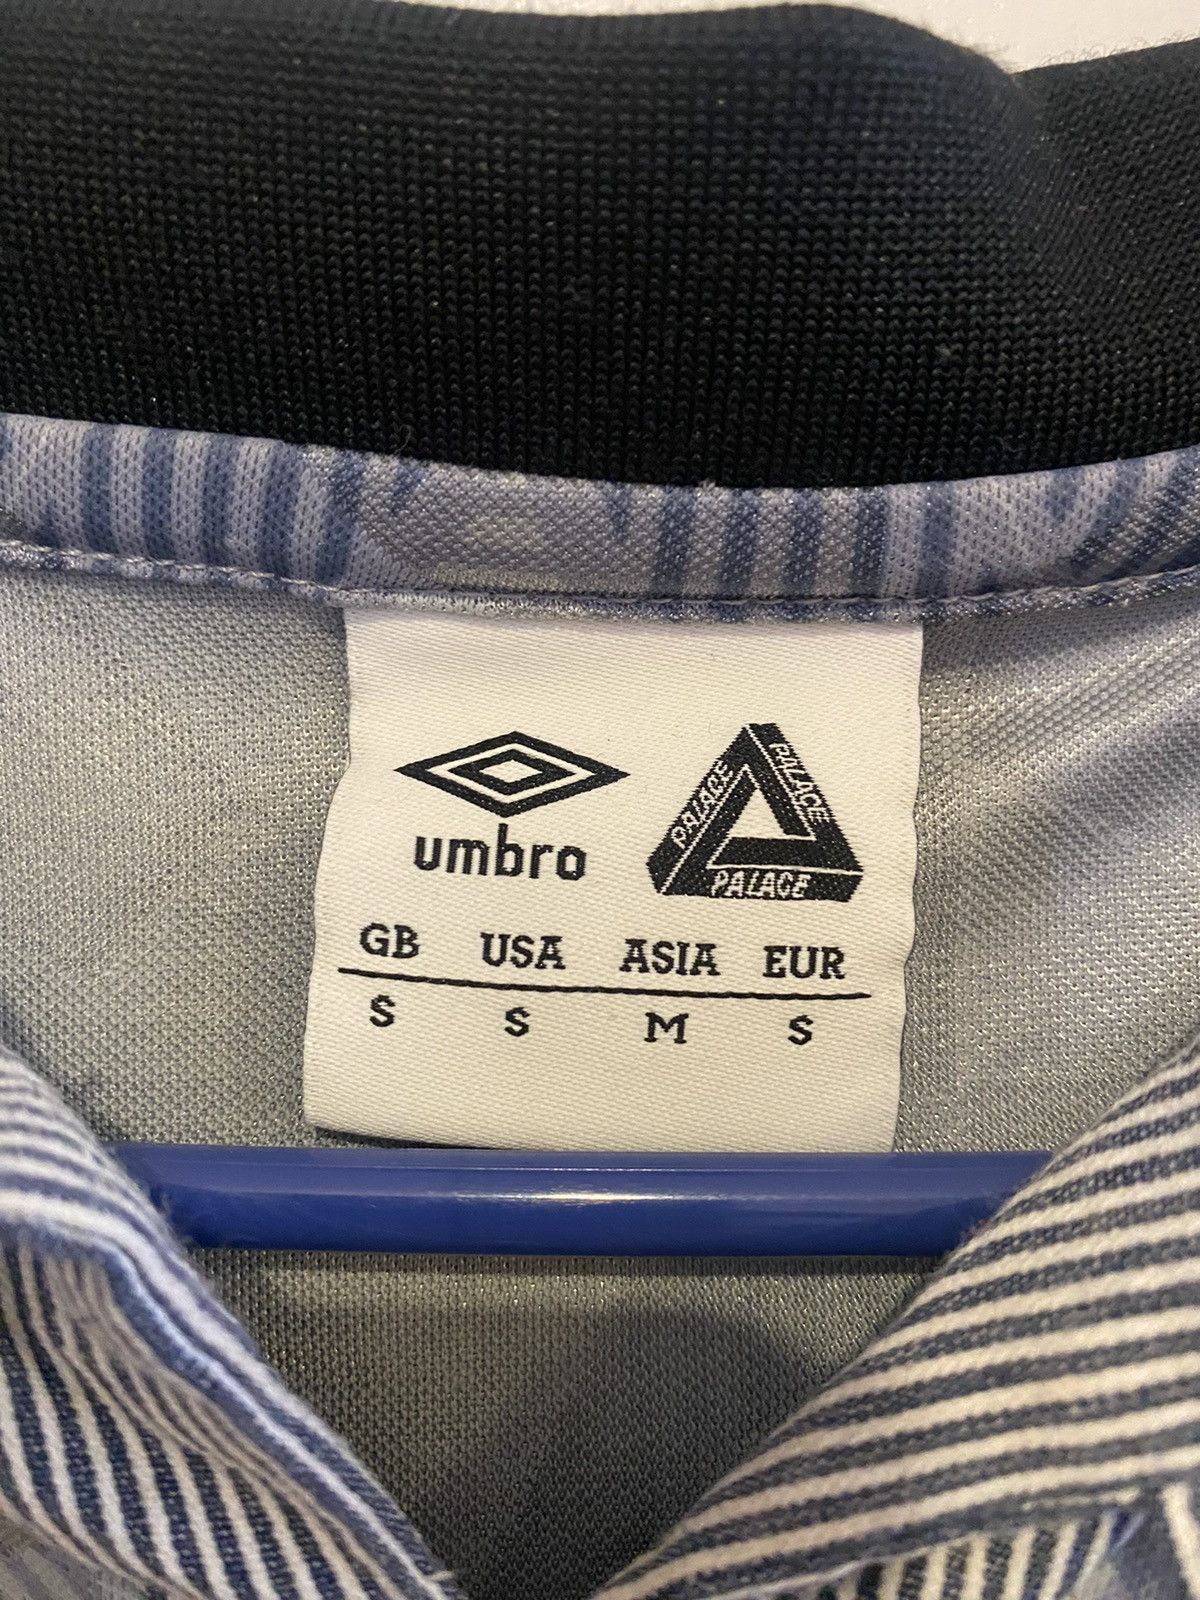 PALACE PALACE
umbro PALACE
GB USA ASIA EUR
S S M S